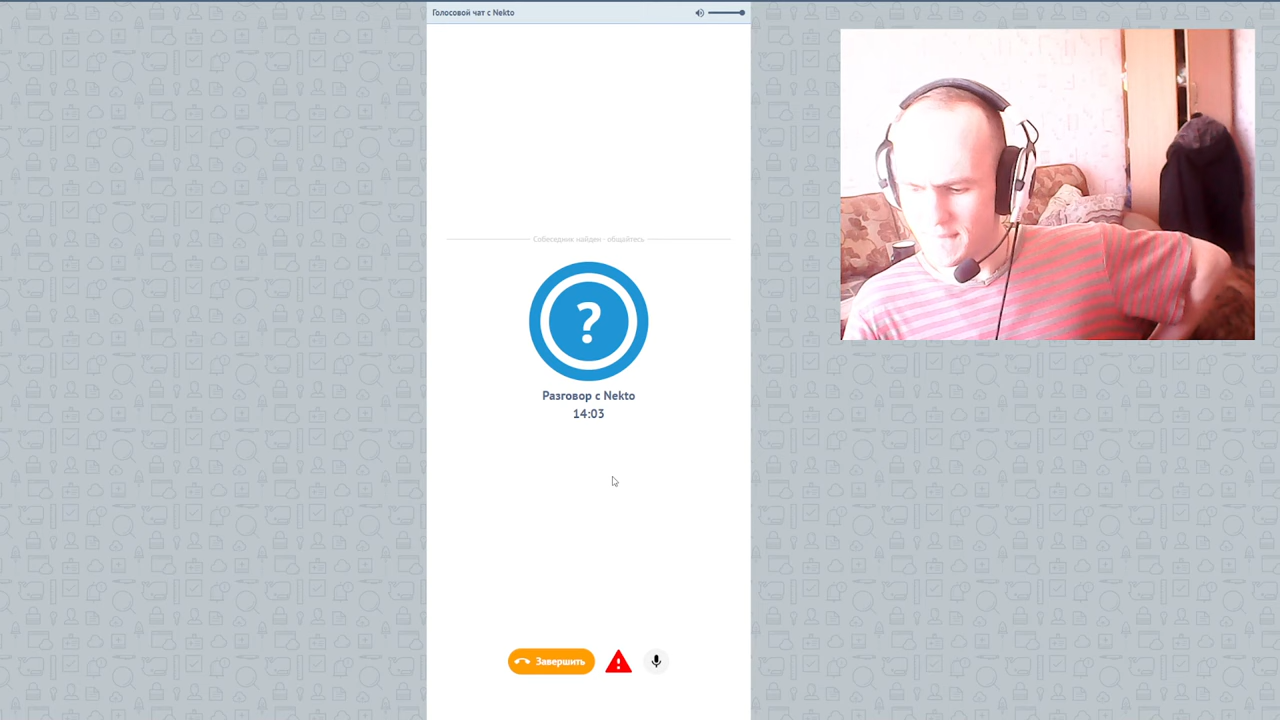 Голосовой чат с Nekto
Собеседник найден - общайтесь
?
Разговор с Nekto
14:03
Завершить